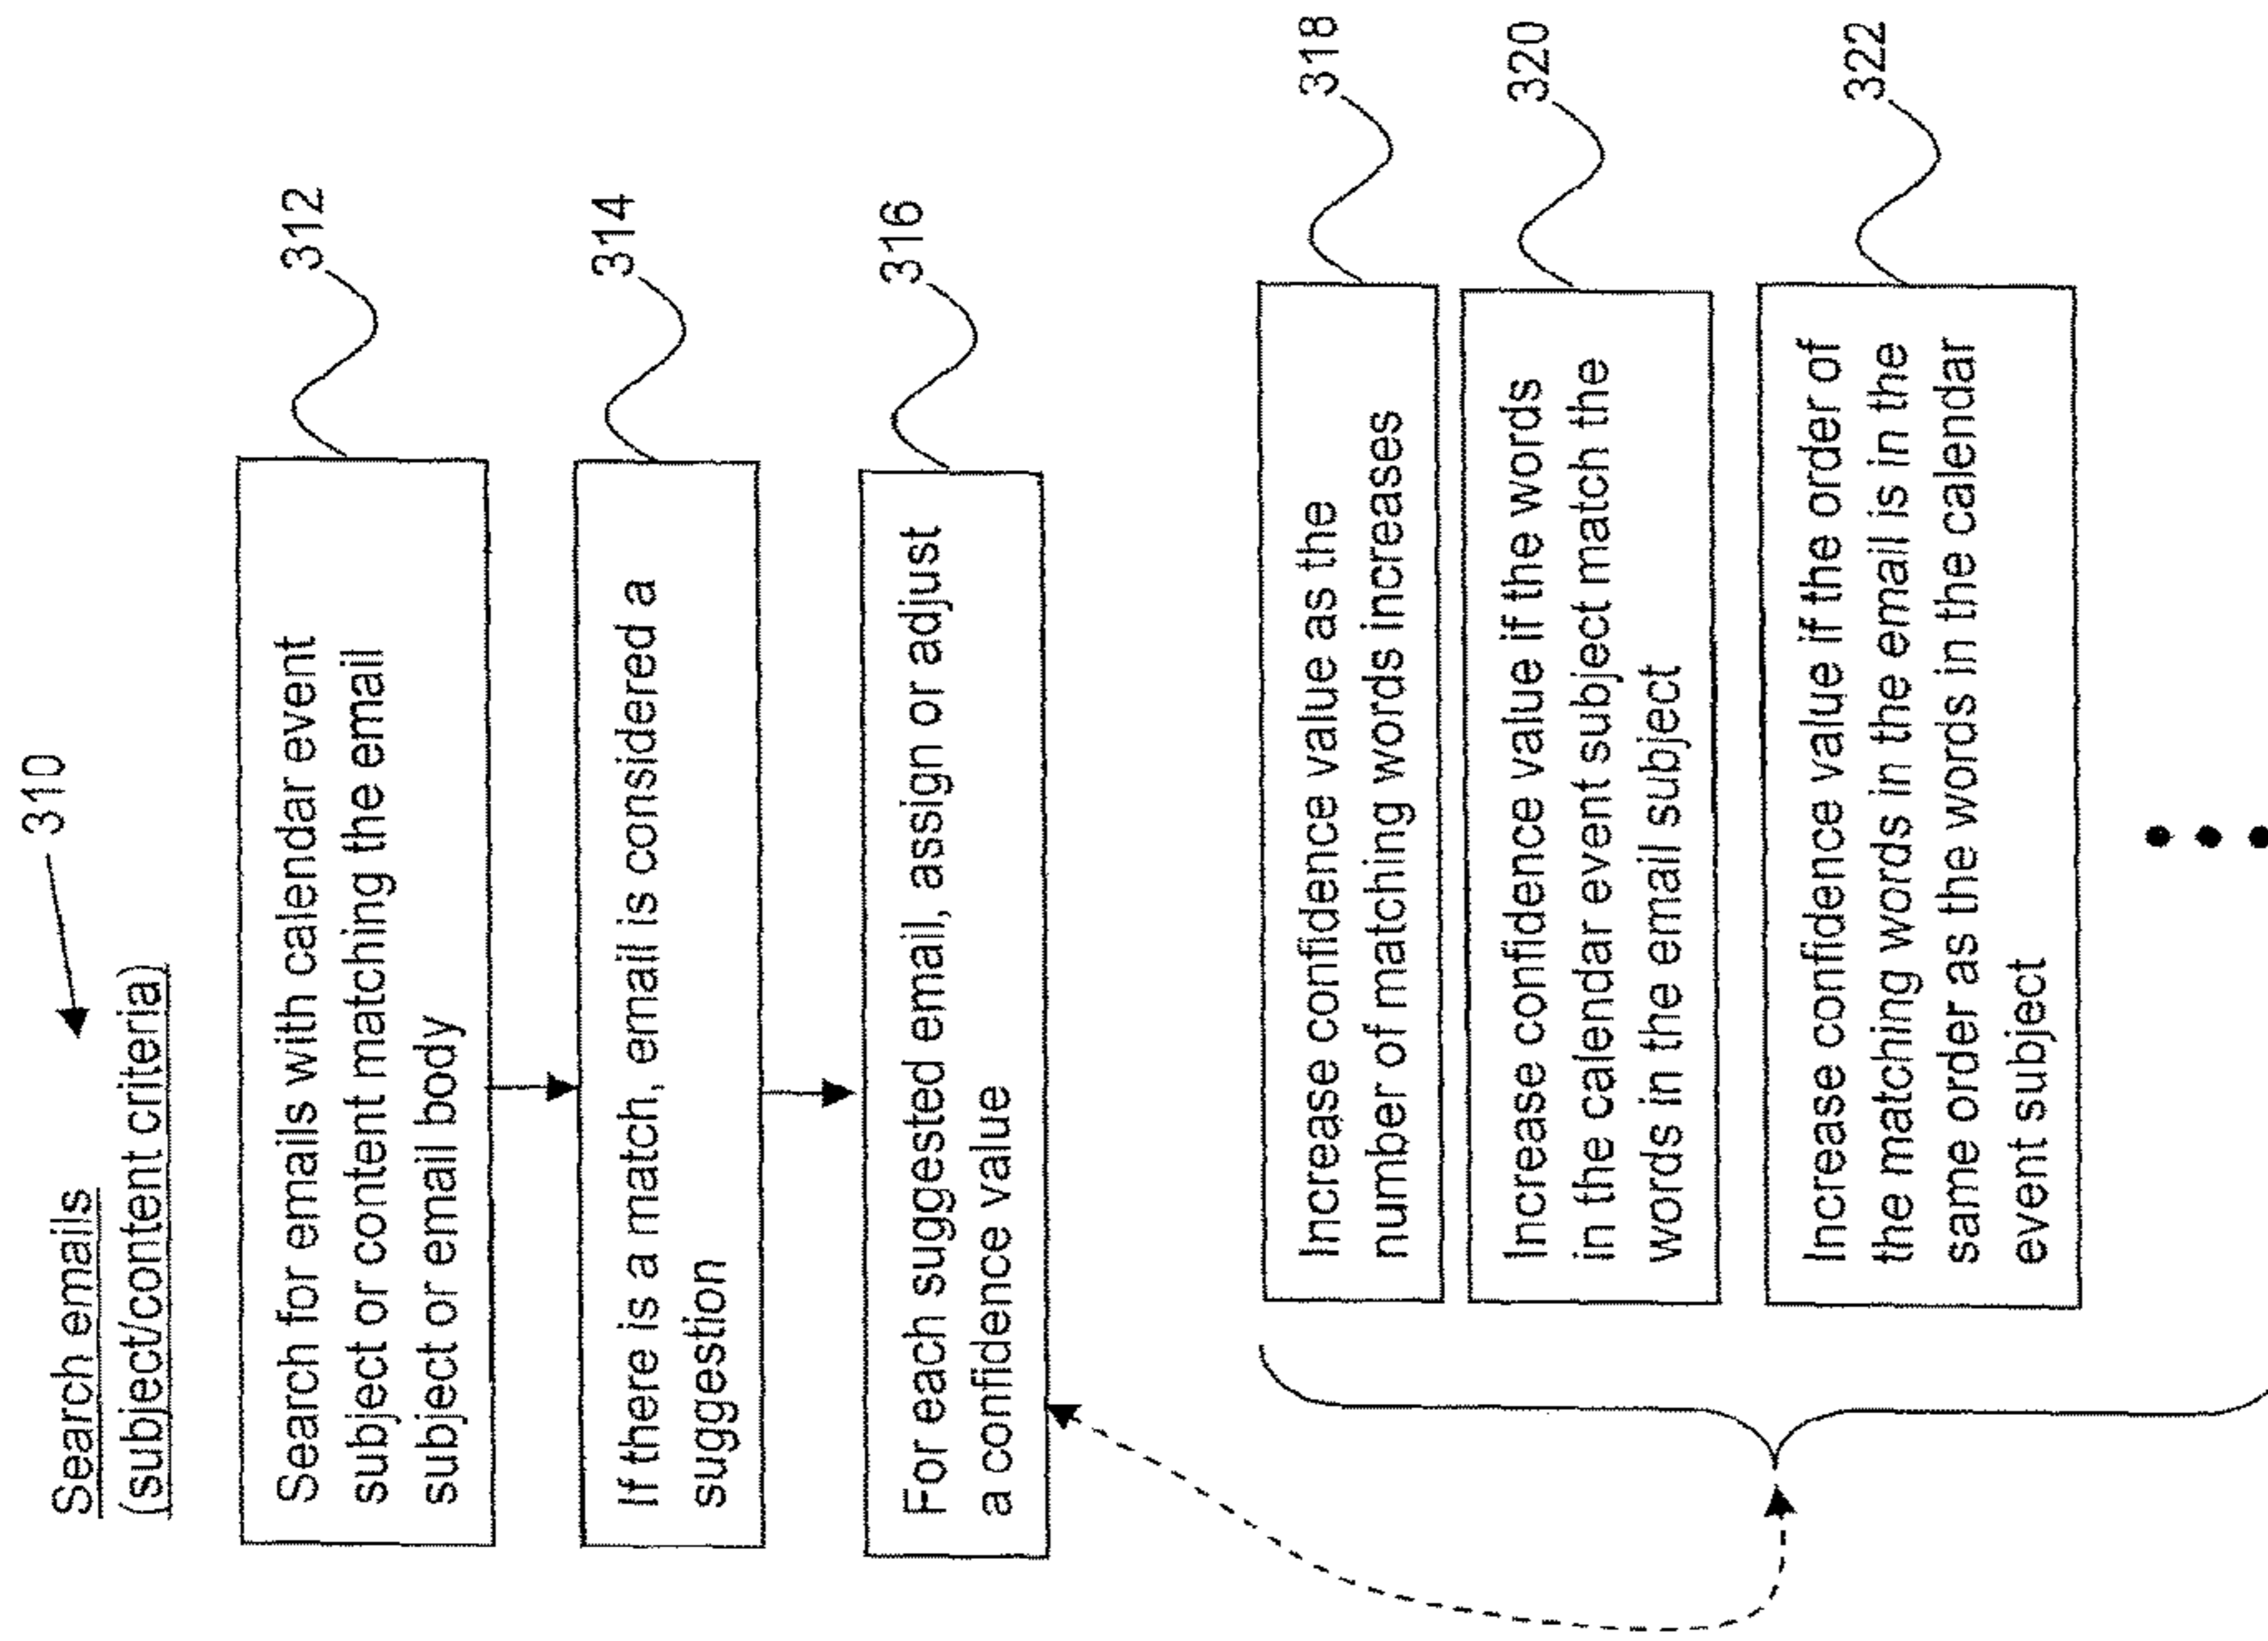 310
Search emails
(subject/content criteria)
Search for emails with calendar event
subject or content matching the email
subject or email body
312
If there is a match, email is considered a
suggestion
314
For each suggested email, assign or adjust
a confidence value
316
Increase confidence value as the
number of matching words increases
318
Increase confidence value if the words
in the calendar event subject match the
words in the email subject
320
Increase confidence value if the order of
the matching words in the email is in the
same order as the words in the calendar
event subject
322